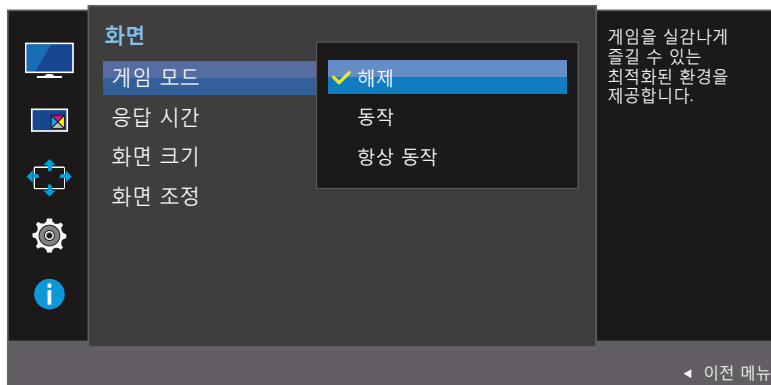 화면
게임 모드
응답 시간
화면 크기
화면 조정
해제
동작
항상 동작
게임을 실감나게
즐길 수 있는
최적화된 환경을
제공합니다.
이전 메뉴